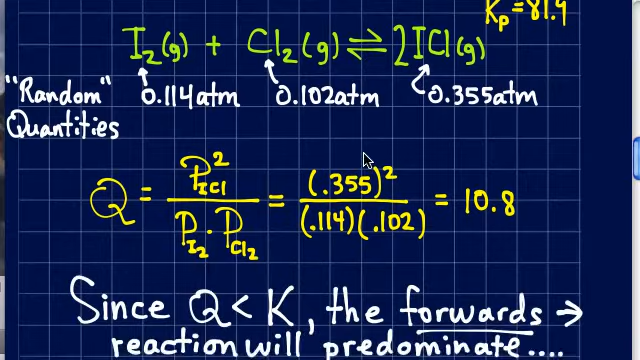 Kp = 81.9
I₂(g) + Cl₂(g) ⇌ 2ICl(g)
"Random" 0.114atm 0.102atm 0.355atm
Quantities
Q = P²ICl / (PI₂ · PCl₂) = (.355)² / (.114)(.102) = 10.8
Since Q < K, the forwards →
reaction will predominate....